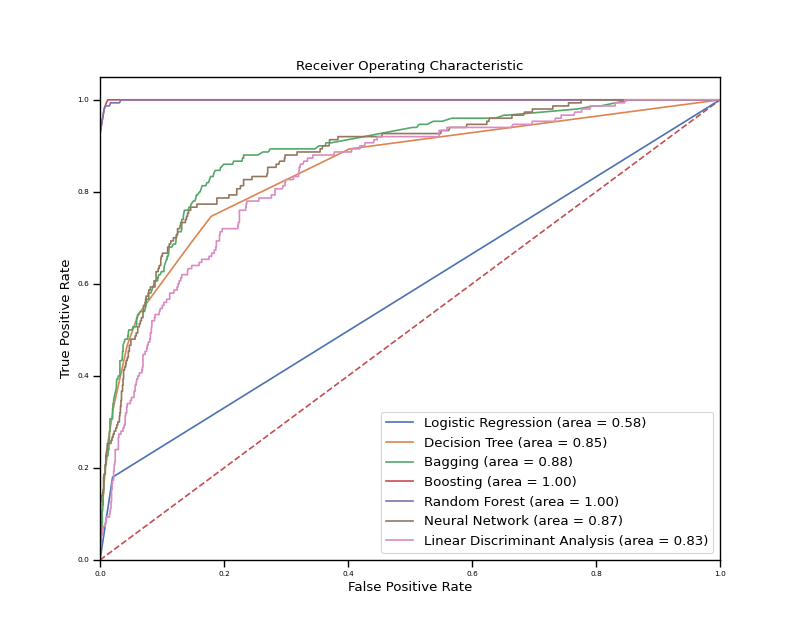 Receiver Operating Characteristic
1.0
0.8
0.6
0.4
0.2
0.0
True Positive Rate
0.0 0.2 0.4 0.6 0.8 1.0
False Positive Rate
Logistic Regression (area = 0.58)
Decision Tree (area = 0.85)
Bagging (area = 0.88)
Boosting (area = 1.00)
Random Forest (area = 1.00)
Neural Network (area = 0.87)
Linear Discriminant Analysis (area = 0.83)